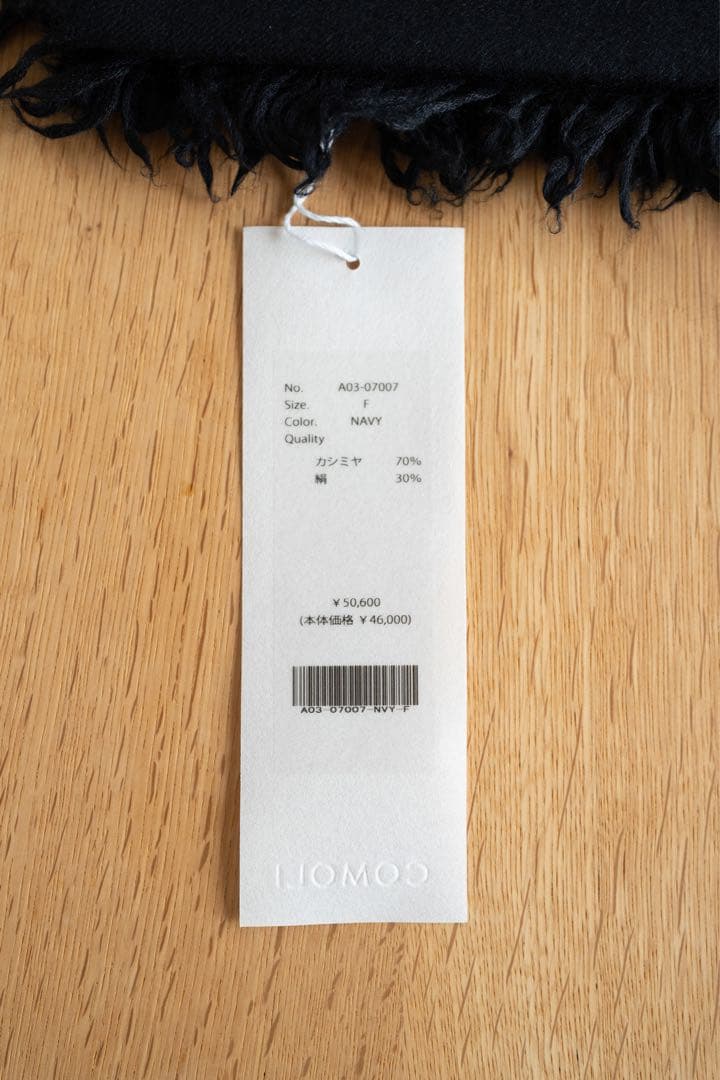 No. A03-07007
Size. F
Color. NAVY
Quality
カシミヤ 70%
絹 30%
￥50,600
(本体価格 ￥46,000)
A03-07007-NVY-F
COMOLI